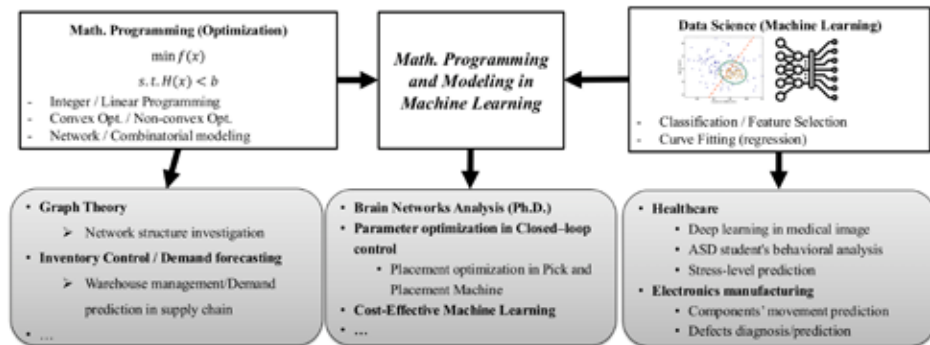 Math. Programming (Optimization)
min f(x)
s.t. H(x) < b
- Integer / Linear Programming
- Convex Opt. / Non-convex Opt.
- Network / Combinatorial modeling
Math. Programming
and Modeling in
Machine Learning
Data Science (Machine Learning)
- Classification / Feature Selection
- Curve Fitting (regression)
• Graph Theory
➢ Network structure investigation
• Inventory Control / Demand forecasting
➢ Warehouse management/Demand
prediction in supply chain
• …
• Brain Networks Analysis (Ph.D.)
• Parameter optimization in Closed–loop
control
• Placement optimization in Pick and
Placement Machine
• Cost-Effective Machine Learning
• …
• Healthcare
• Deep learning in medical image
• ASD student's behavioral analysis
• Stress-level prediction
• Electronics manufacturing
• Components' movement prediction
• Defects diagnosis/prediction